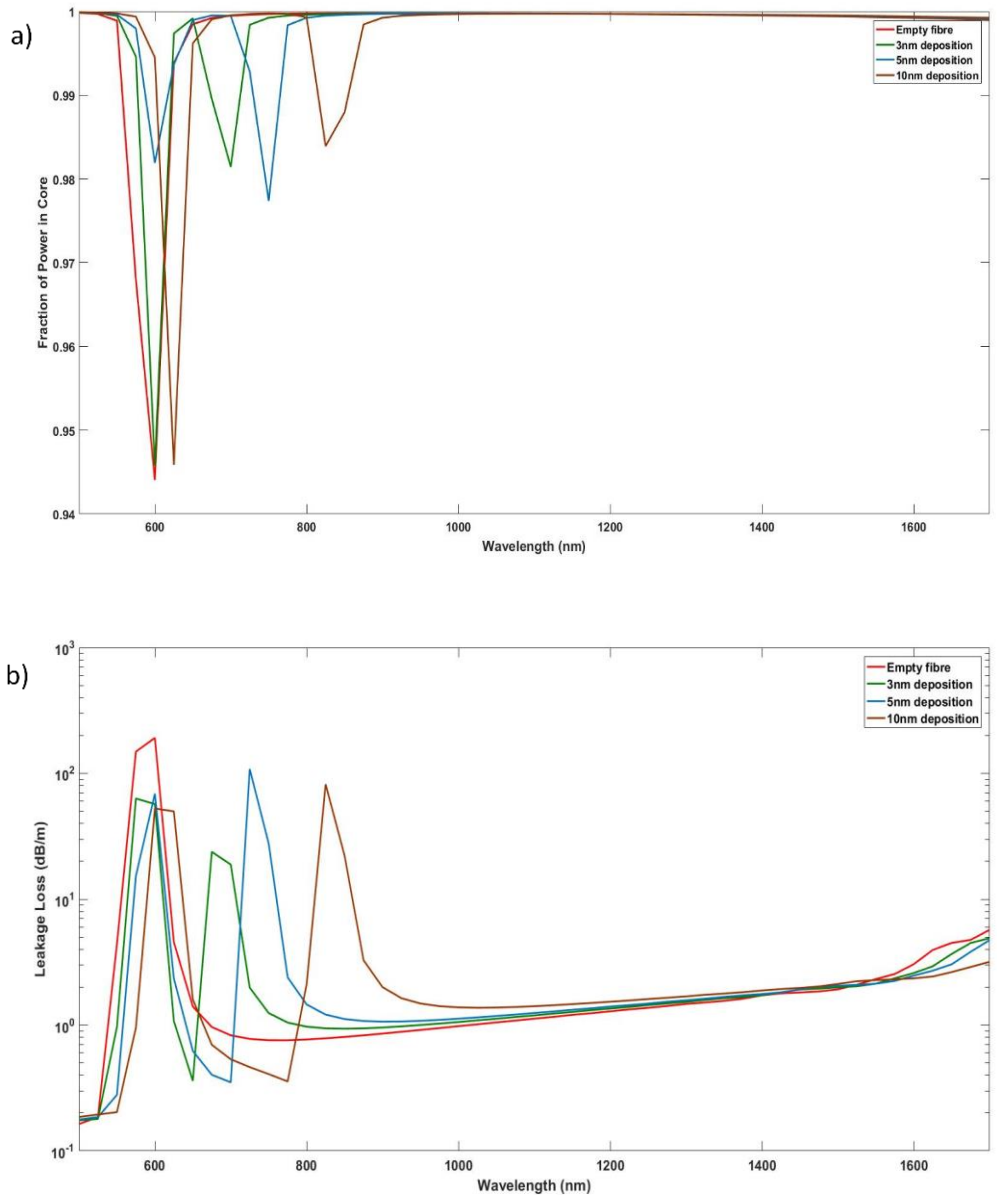 a)
1
0.99
0.98
0.97
0.96
0.95
0.94
Fraction of Power in Core
600
800
1000
1200
1400
1600
Wavelength (nm)
Empty fibre
3nm deposition
5nm deposition
10nm deposition
b)
10³
10²
10¹
10⁰
10⁻¹
Leakage Loss (dB/m)
600
800
1000
1200
1400
1600
Wavelength (nm)
Empty fibre
3nm deposition
5nm deposition
10nm deposition